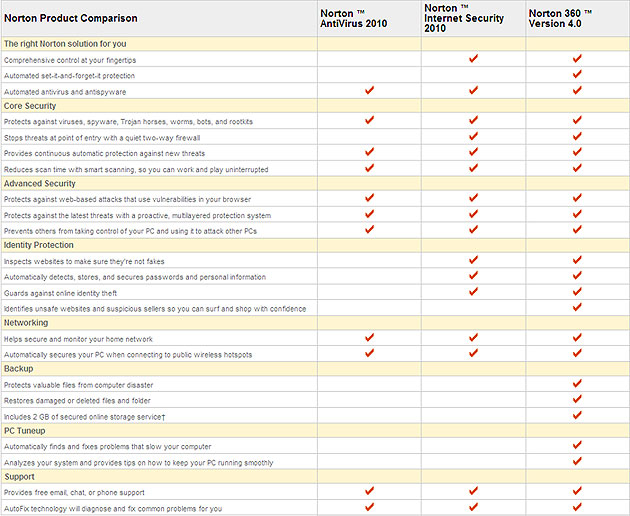 Norton Product Comparison
Norton ™
AntiVirus 2010
Norton ™
Internet Security
2010
Norton 360 ™
Version 4.0
The right Norton solution for you
Comprehensive control at your fingertips
Automated set-it-and-forget-it protection
Automated antivirus and antispyware
Core Security
Protects against viruses, spyware, Trojan horses, worms, bots, and rootkits
Stops threats at point of entry with a quiet two-way firewall
Provides continuous automatic protection against new threats
Reduces scan time with smart scanning, so you can work and play uninterrupted
Advanced Security
Protects against web-based attacks that use vulnerabilities in your browser
Protects against the latest threats with a proactive, multilayered protection system
Prevents others from taking control of your PC and using it to attack other PCs
Identity Protection
Inspects websites to make sure they're not fakes
Automatically detects, stores, and secures passwords and personal information
Guards against online identity theft
Identifies unsafe websites and suspicious sellers so you can surf and shop with confidence
Networking
Helps secure and monitor your home network
Automatically secures your PC when connecting to public wireless hotspots
Backup
Protects valuable files from computer disaster
Restores damaged or deleted files and folder
Includes 2 GB of secured online storage service†
PC Tuneup
Automatically finds and fixes problems that slow your computer
Analyzes your system and provides tips on how to keep your PC running smoothly
Support
Provides free email, chat, or phone support
AutoFix technology will diagnose and fix common problems for you